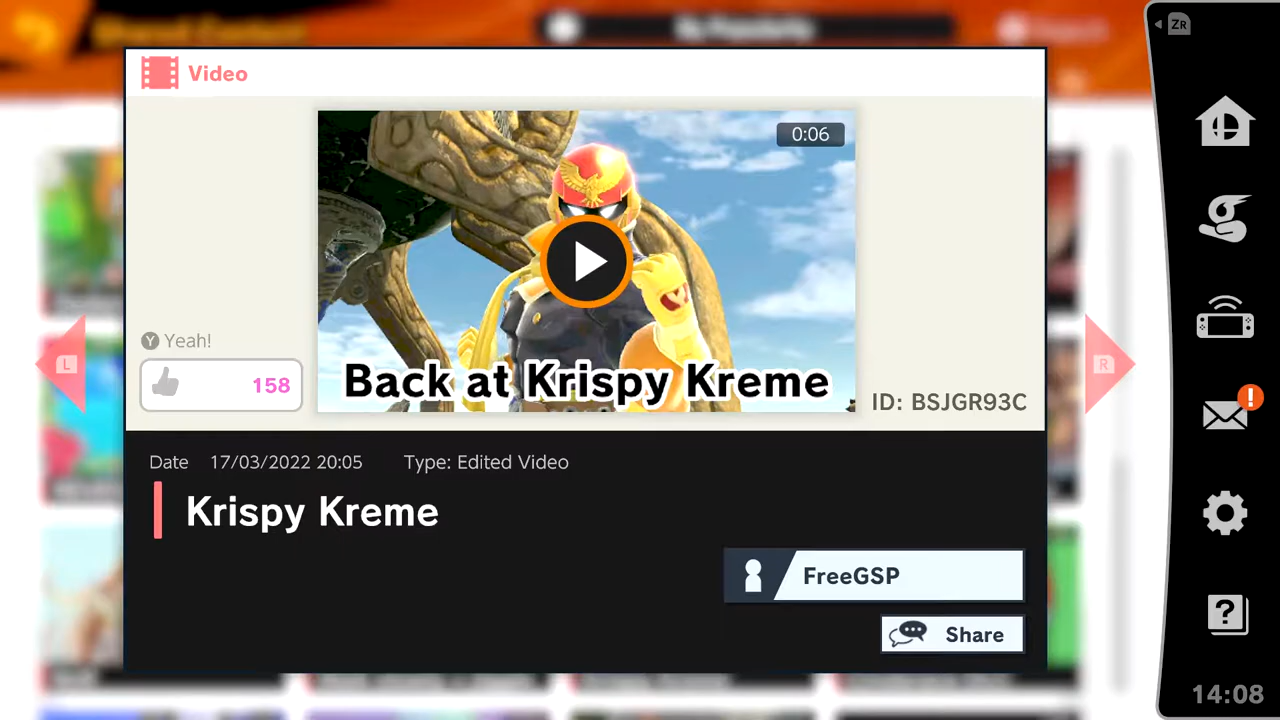 ZR
Video
0:06
Back at Krispy Kreme
Y Yeah!
158
L
R
ID: BSJGR93C
Date 17/03/2022 20:05 Type: Edited Video
Krispy Kreme
FreeGSP
Share
14:08